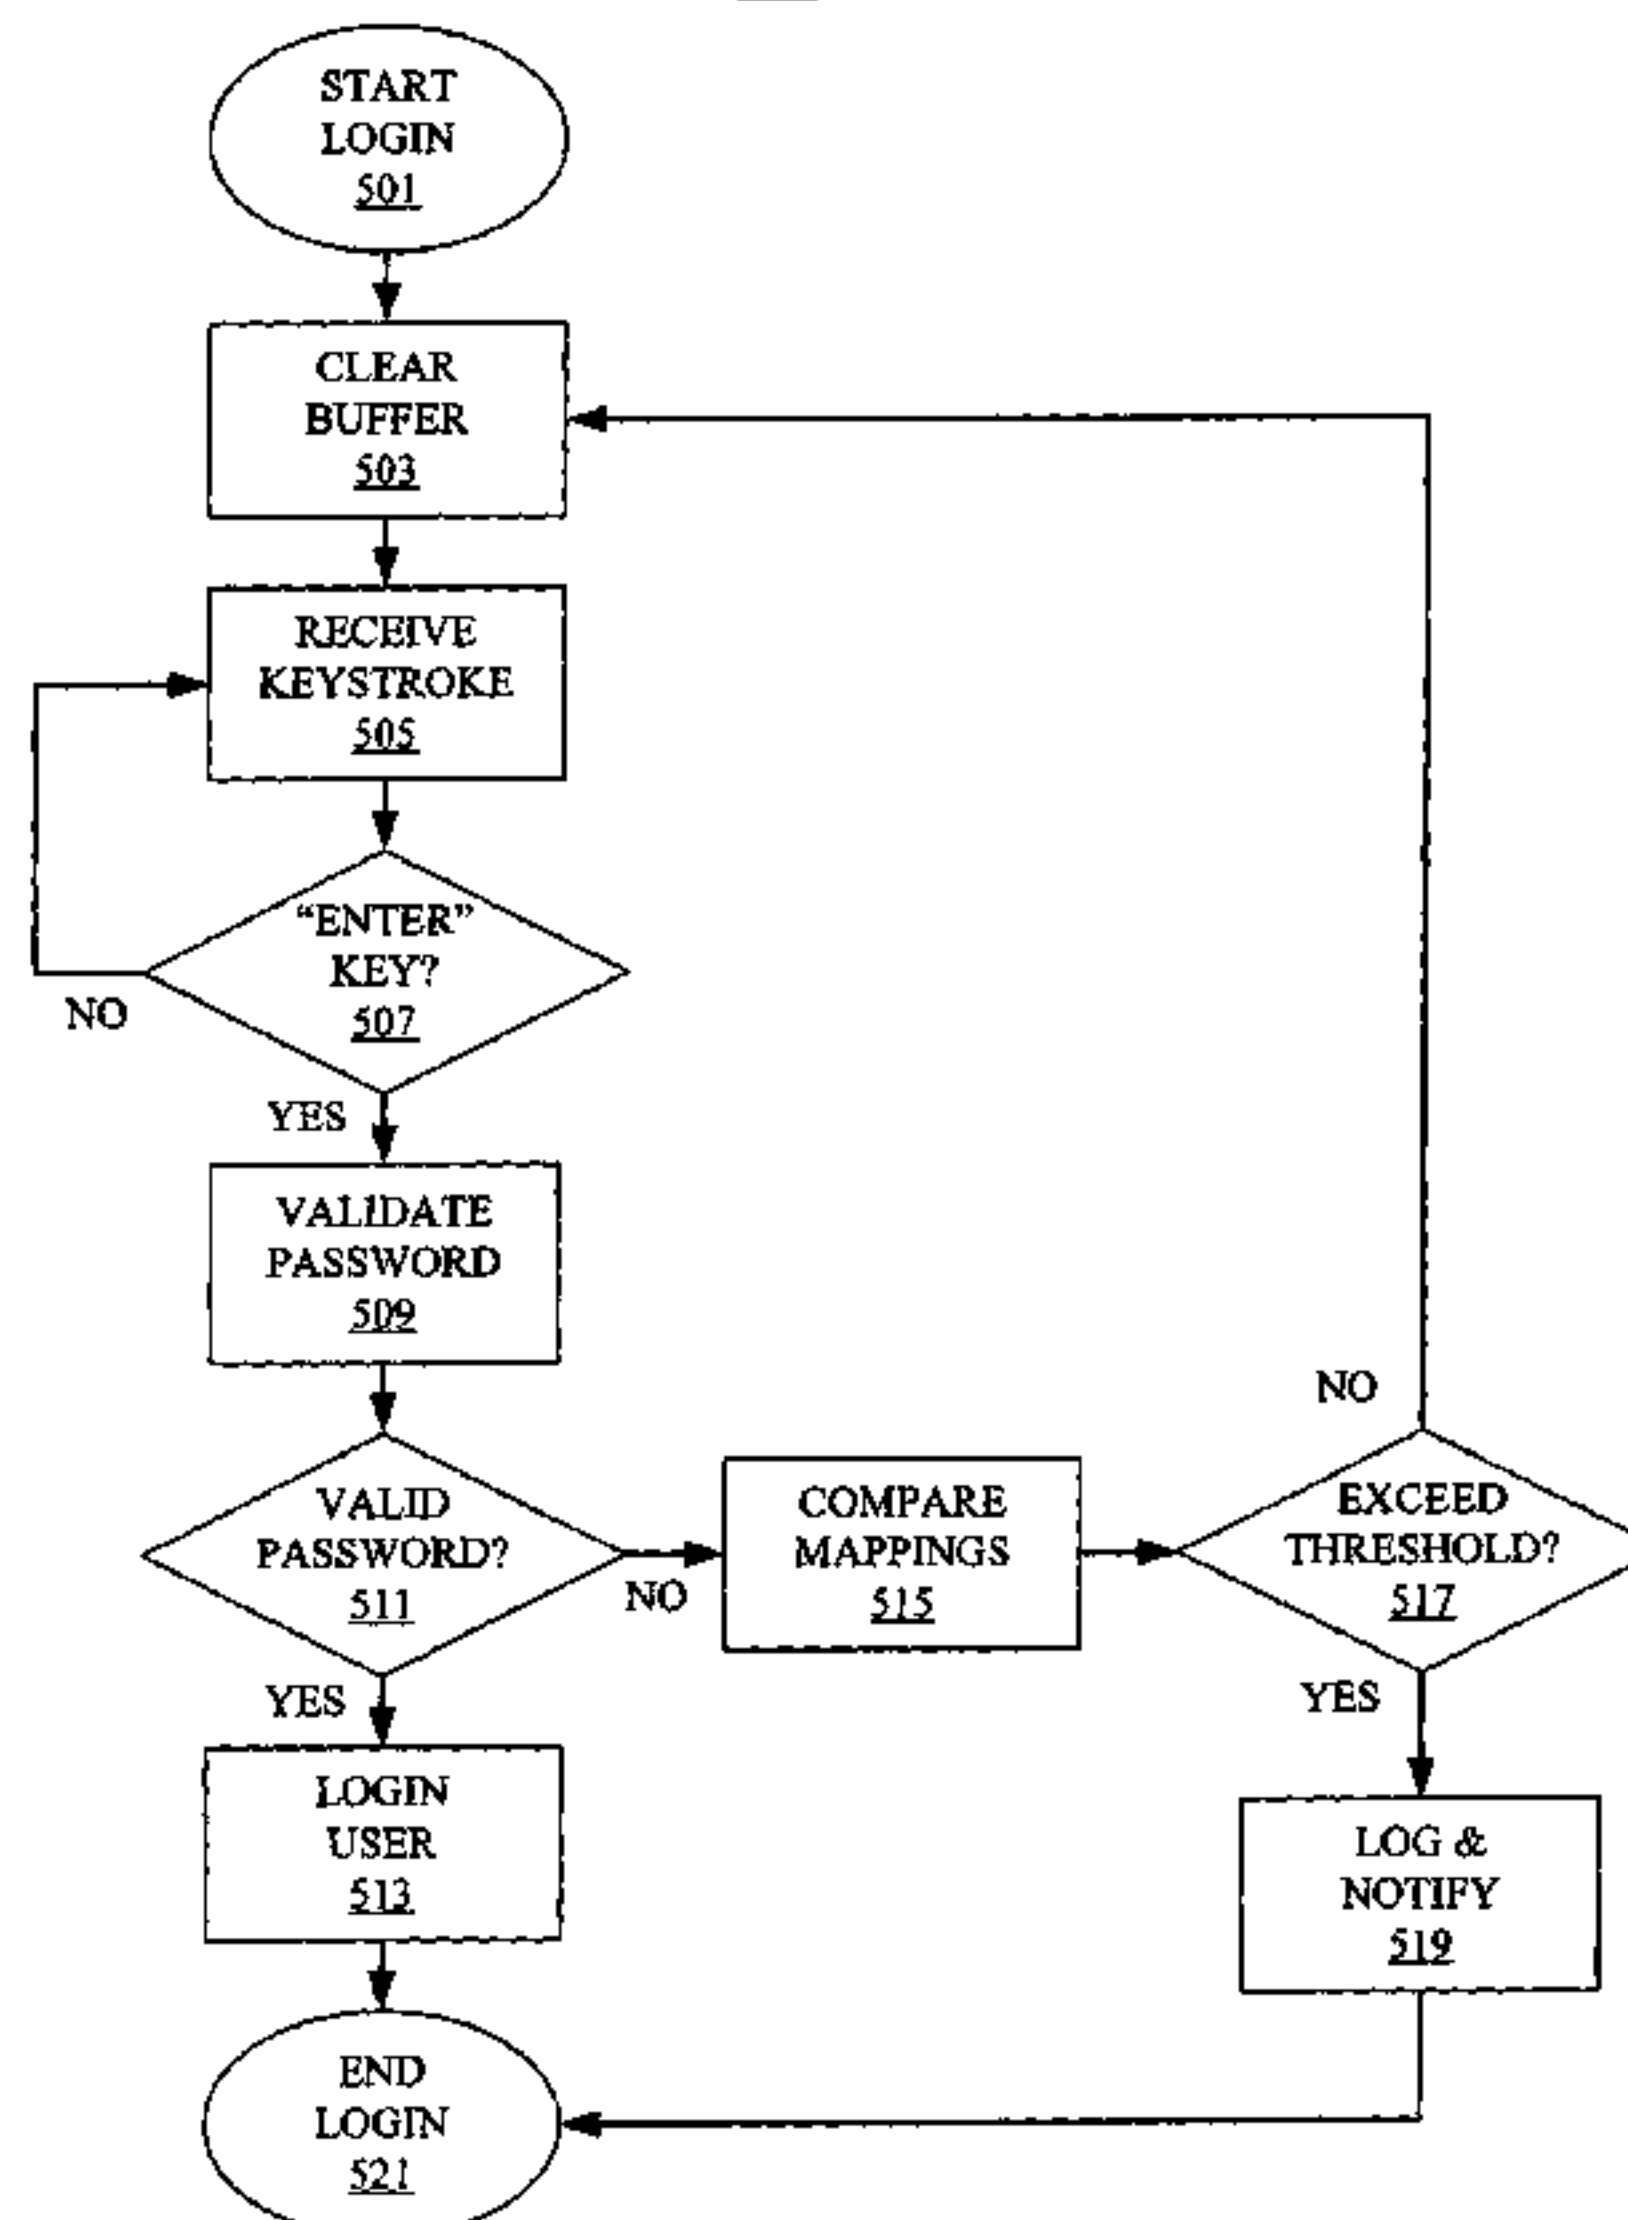 START
LOGIN
501
CLEAR
BUFFER
503
RECEIVE
KEYSTROKE
505
“ENTER”
KEY?
507
NO
YES
VALIDATE
PASSWORD
509
VALID
PASSWORD?
511
NO
YES
COMPARE
MAPPINGS
515
NO
EXCEED
THRESHOLD?
517
YES
LOGIN
USER
513
LOG &
NOTIFY
519
END
LOGIN
521